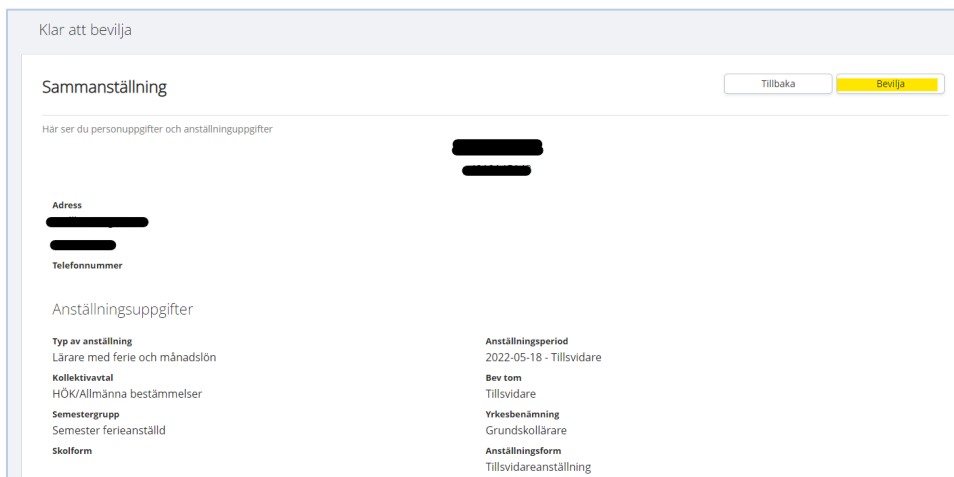 Klar att bevilja
Sammanställning
Tillbaka
Bevilja
Här ser du personuppgifter och anställninguppgifter
Adress
Telefonnummer
Anställningsuppgifter
Typ av anställning
Lärare med ferie och månadslön
Kollektivavtal
HÖK/Allmänna bestämmelser
Semestergrupp
Semester ferieanställd
Skolform
Anställningsperiod
2022-05-18 - Tillsvidare
Bev tom
Tillsvidare
Yrkesbenämning
Grundskollärare
Anställningsform
Tillsvidareanställning